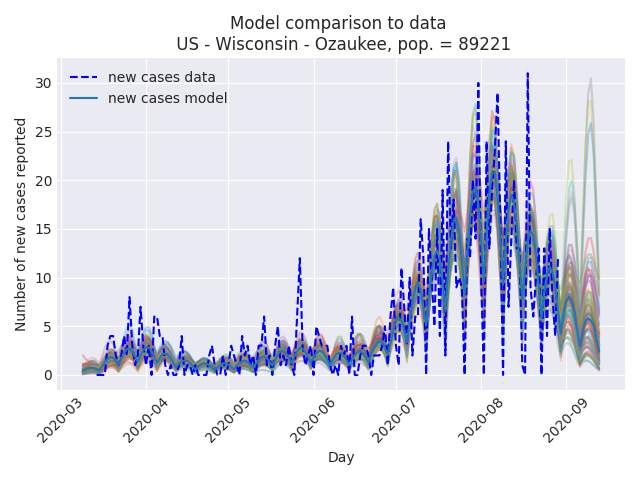 Model comparison to data
US - Wisconsin - Ozaukee, pop. = 89221
new cases data
new cases model
Number of new cases reported
30
25
20
15
10
5
0
2020-03
2020-04
2020-05
2020-06
2020-07
2020-08
2020-09
Day